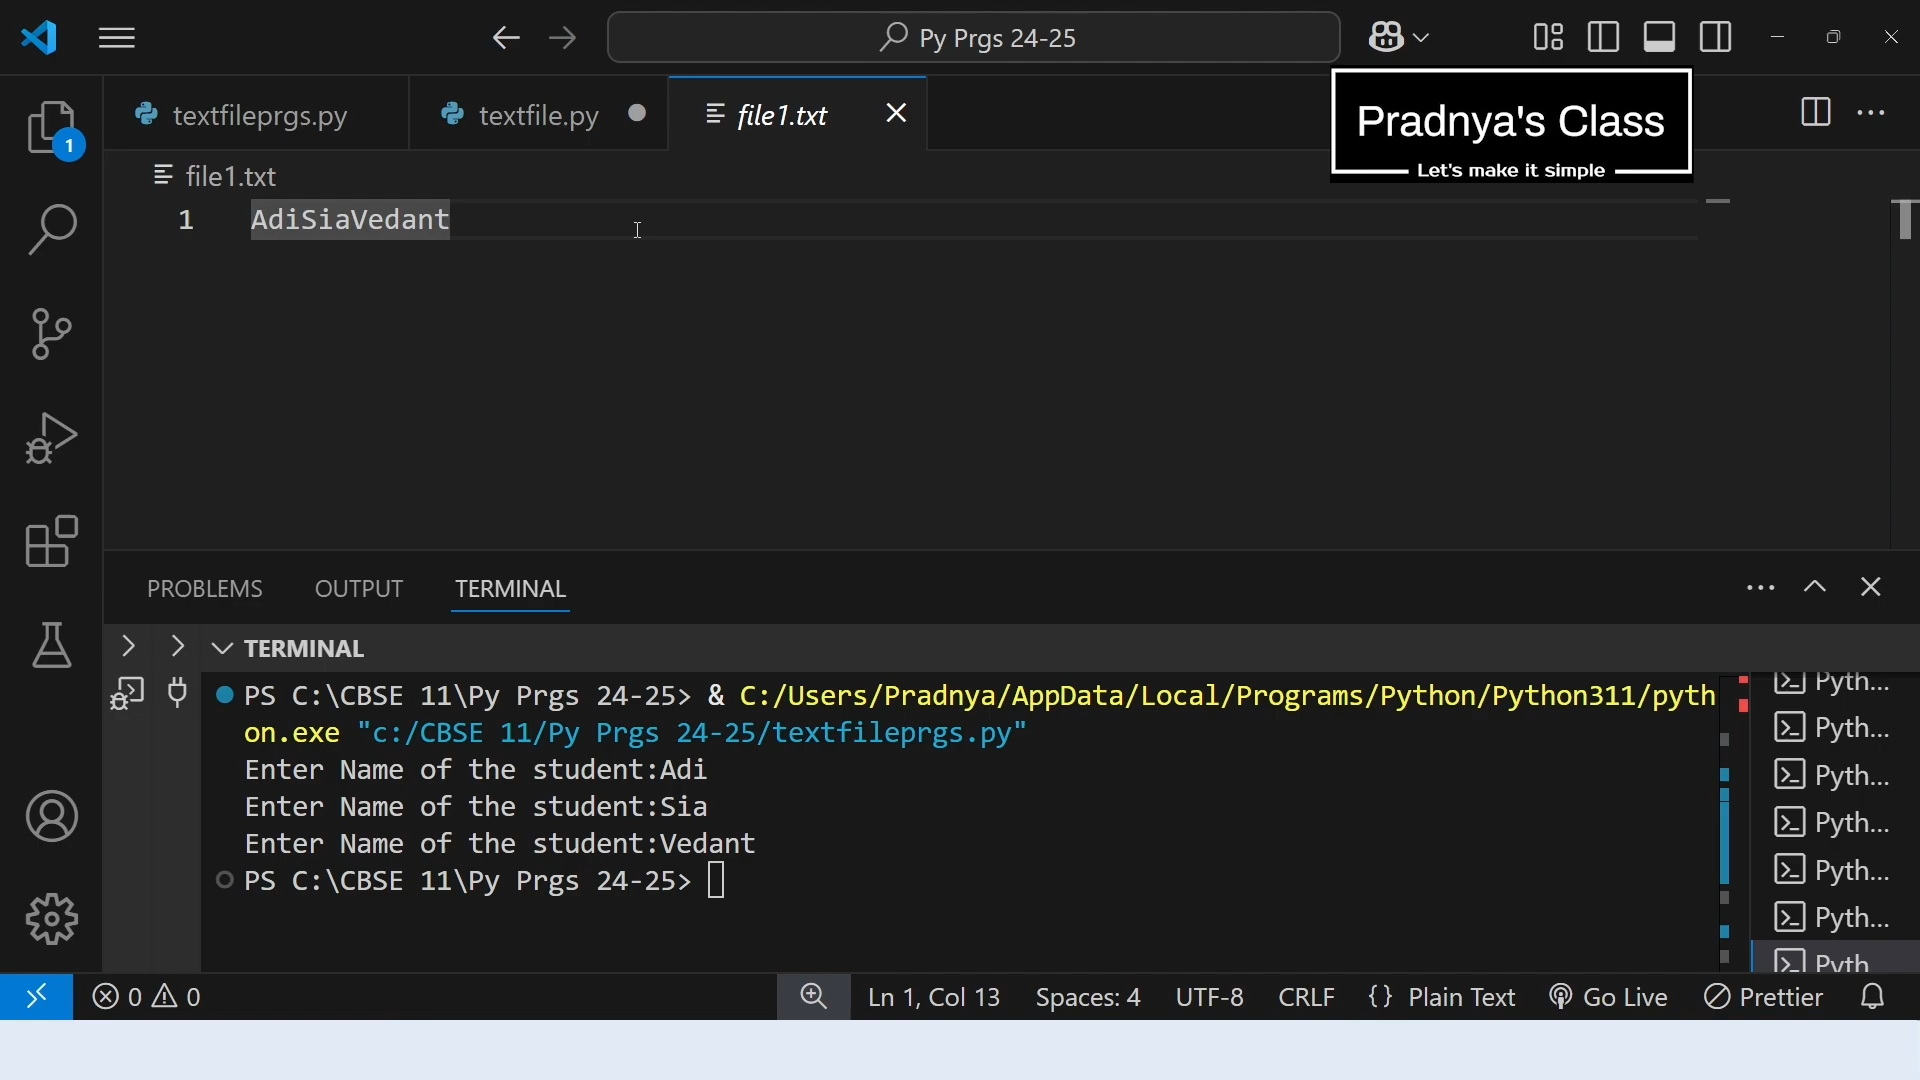 Py Prgs 24-25
textfileprgs.py
textfile.py
file1.txt
Pradnya's Class
Let's make it simple
1
file1.txt
1 AdiSiaVedant
PROBLEMS OUTPUT TERMINAL
TERMINAL
PS C:\CBSE 11\Py Prgs 24-25> & C:/Users/Pradnya/AppData/Local/Programs/Python/Python311/pyth
on.exe "c:/CBSE 11/Py Prgs 24-25/textfileprgs.py"
Enter Name of the student:Adi
Enter Name of the student:Sia
Enter Name of the student:Vedant
PS C:\CBSE 11\Py Prgs 24-25>
Pyth...
Pyth...
Pyth...
Pyth...
Pyth...
Pyth...
Pyth
0 0 Ln 1, Col 13 Spaces: 4 UTF-8 CRLF {} Plain Text Go Live Prettier